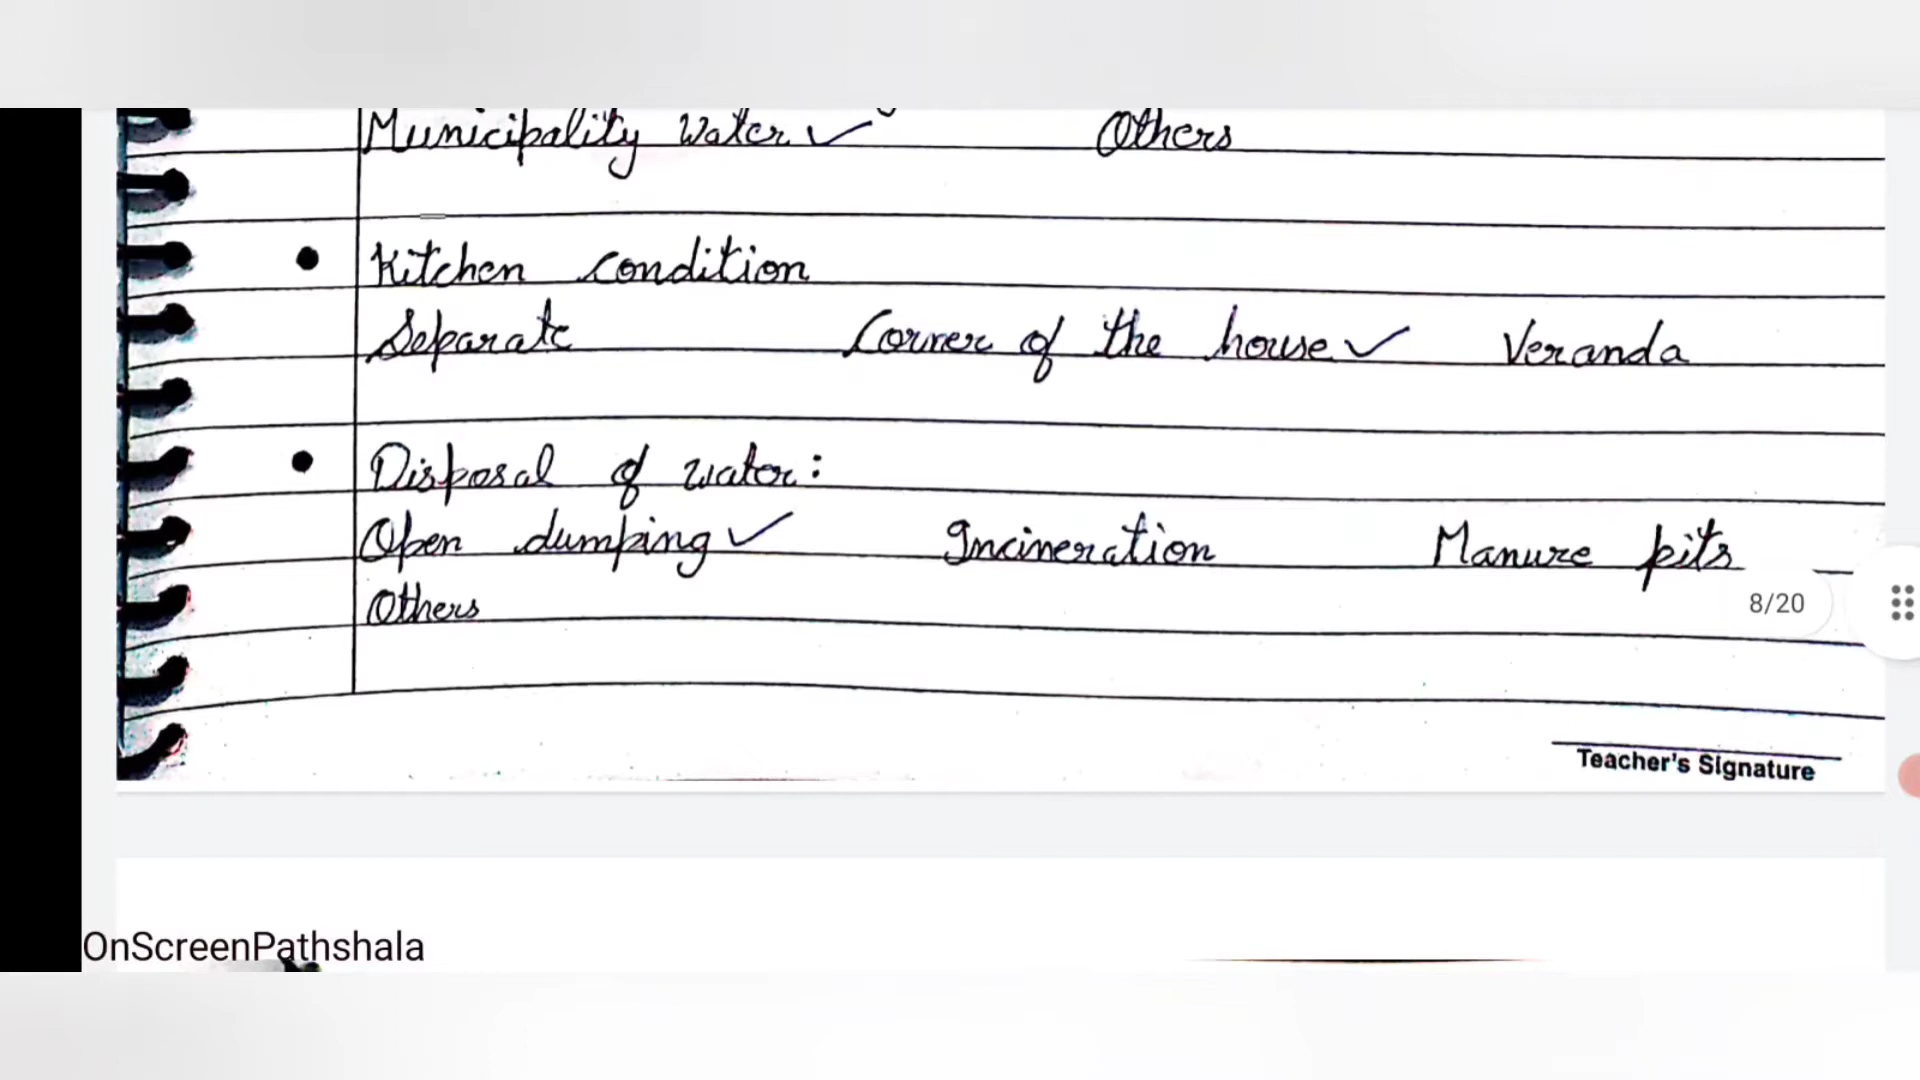 Municipality water ✓ Others
• Kitchen condition
Separate Corner of the house ✓ Veranda
• Disposal of water:
Open dumping ✓ Incineration Manure pits
Others
8/20
Teacher's Signature
OnScreenPathshala